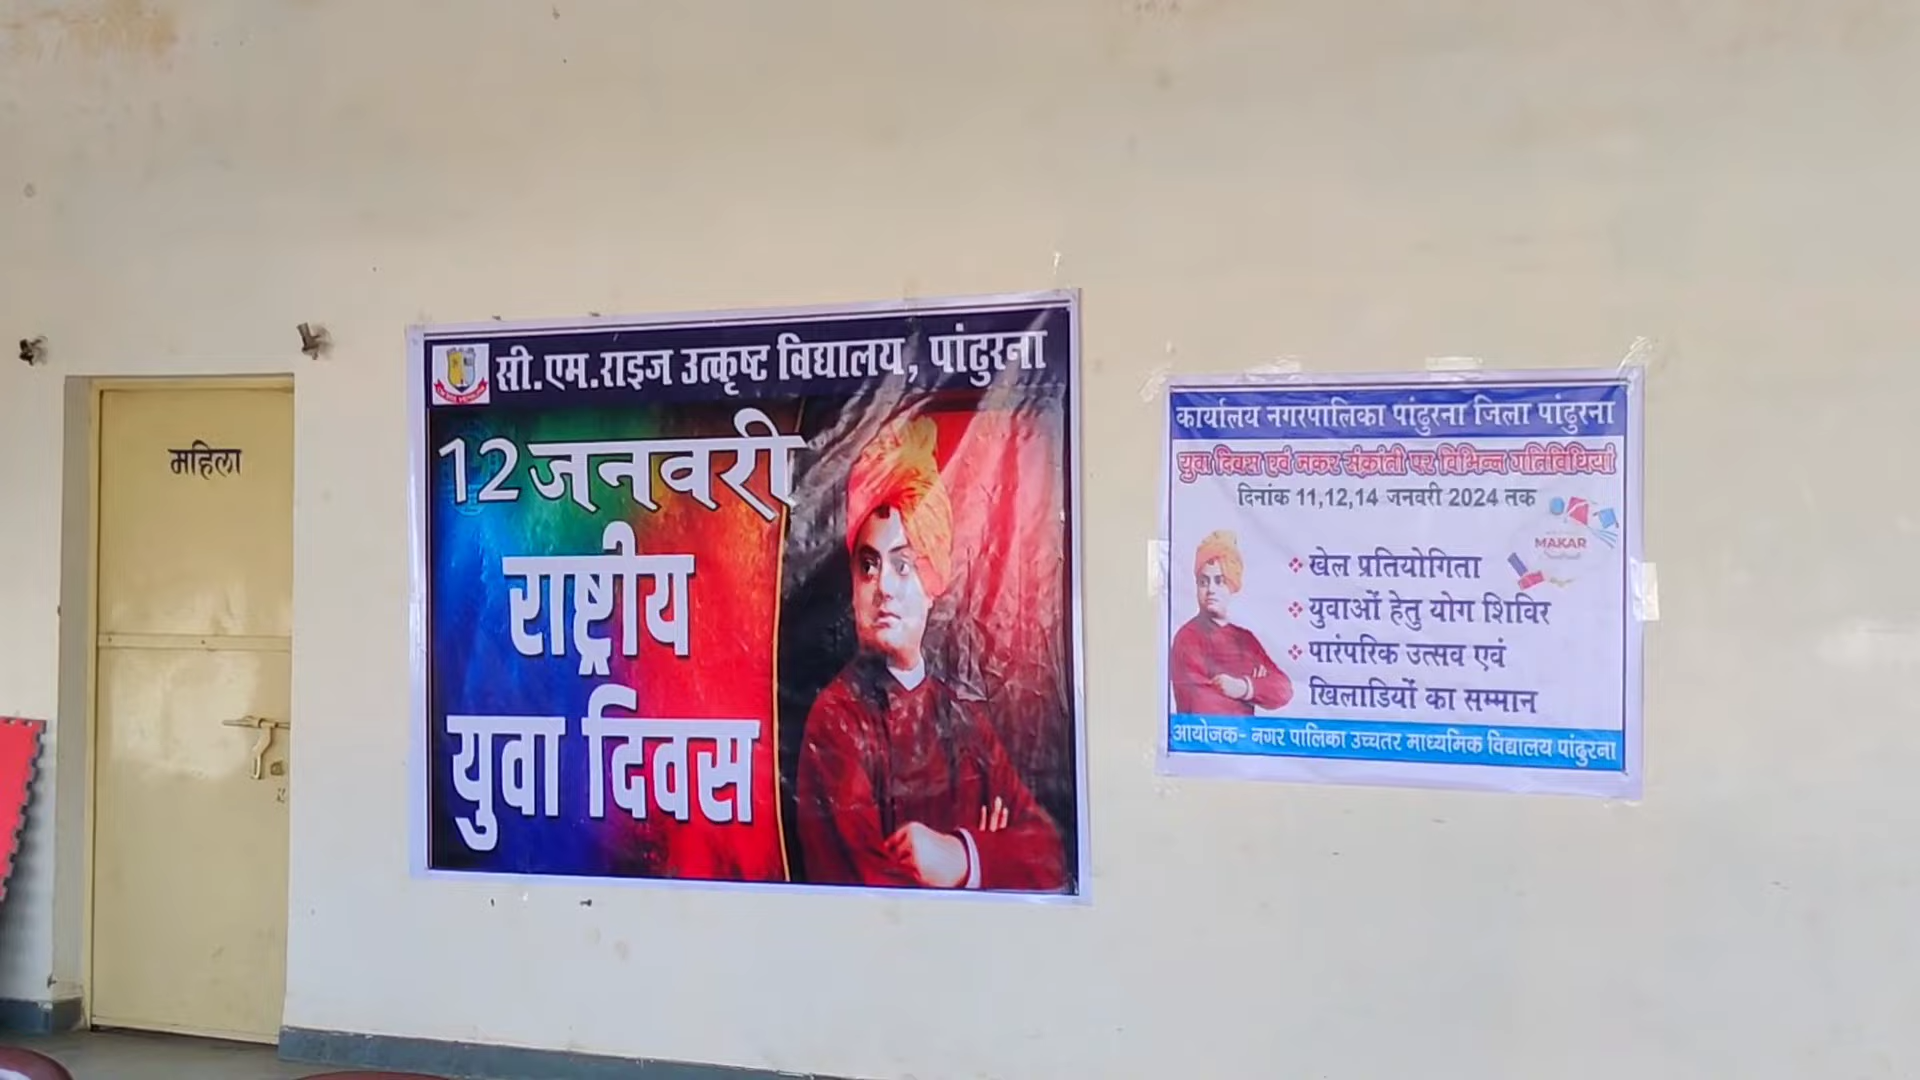 महिला
सी.एम.राइज उत्कृष्ट विद्यालय, पांढुरना
12 जनवरी
राष्ट्रीय
युवा दिवस
कार्यालय नगरपालिका पांढुरना जिला पांढुरना
युवा दिवस एवं मकर संक्रांती पर विभिन्न गतिविधियां
दिनांक 11,12,14 जनवरी 2024 तक
MAKAR
❖ खेल प्रतियोगिता
❖ युवाओं हेतु योग शिविर
❖ पारंपरिक उत्सव एवं
खिलाडियों का सम्मान
आयोजक- नगर पालिका उच्चतर माध्यमिक विद्यालय पांढुरना